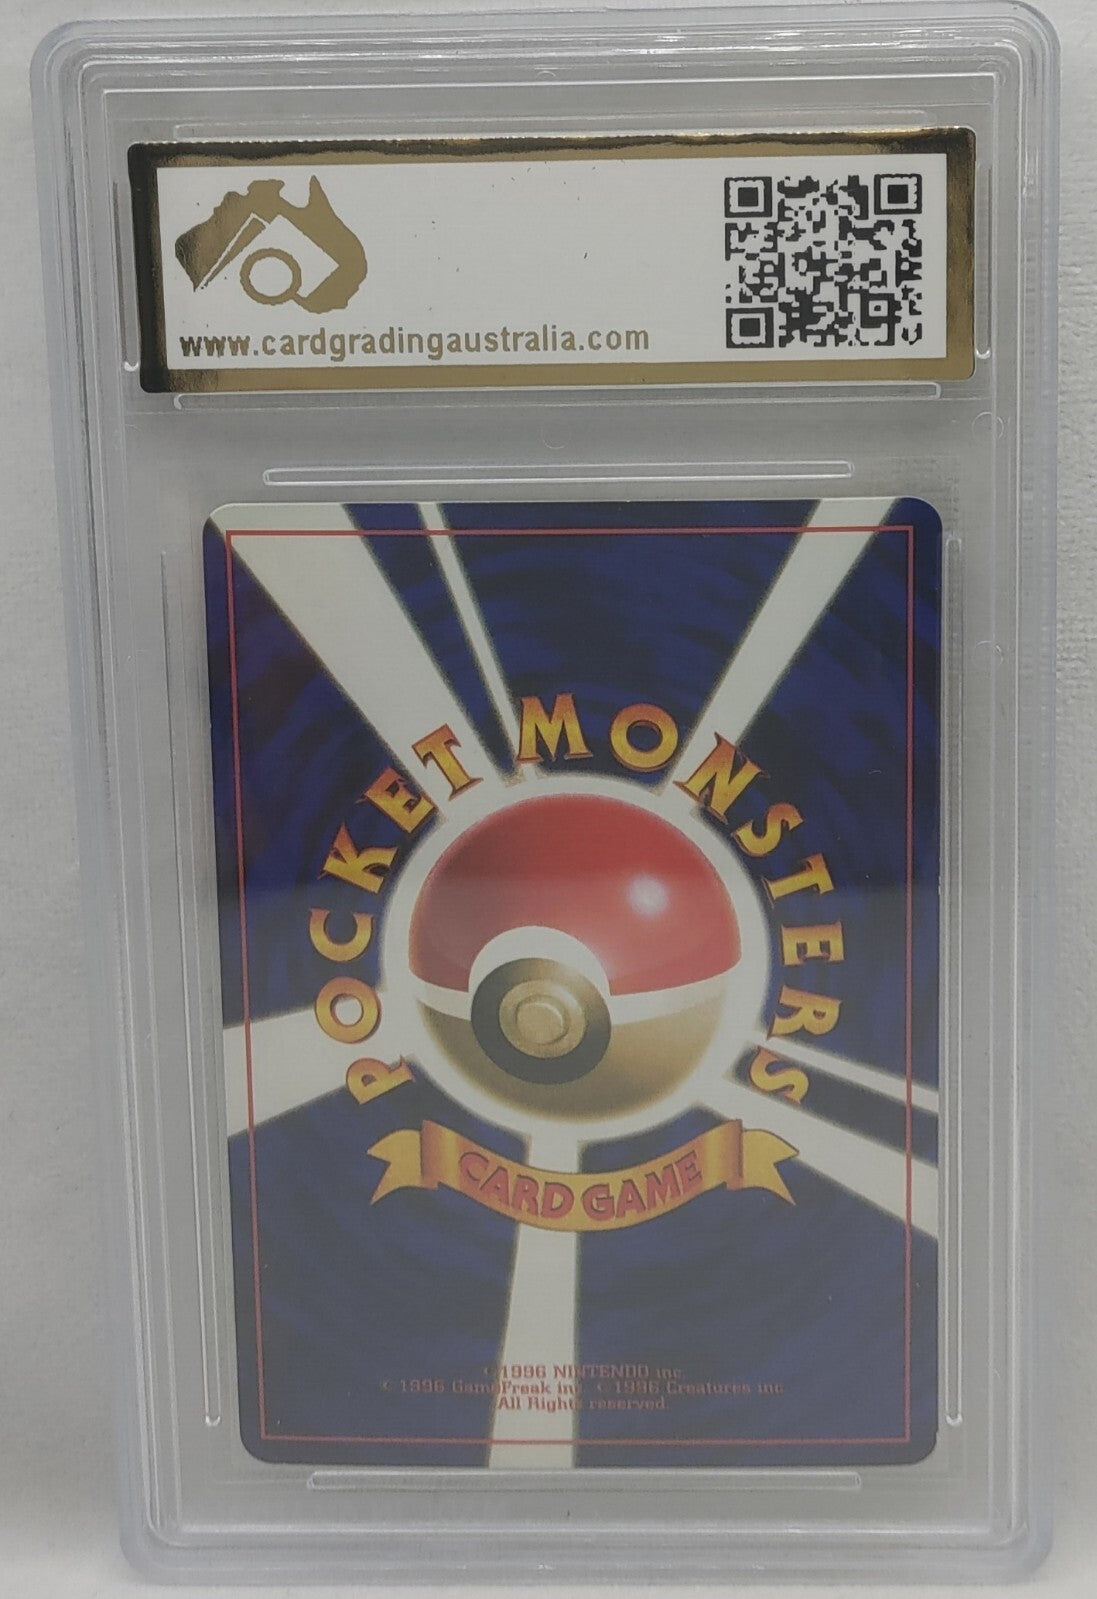 www.cardgradingaustralia.com
POCKET MONSTERS
CARD GAME
©1996 NINTENDO inc.
©1996 GameFreak inc. ©1996 Creatures inc.
All Rights reserved.